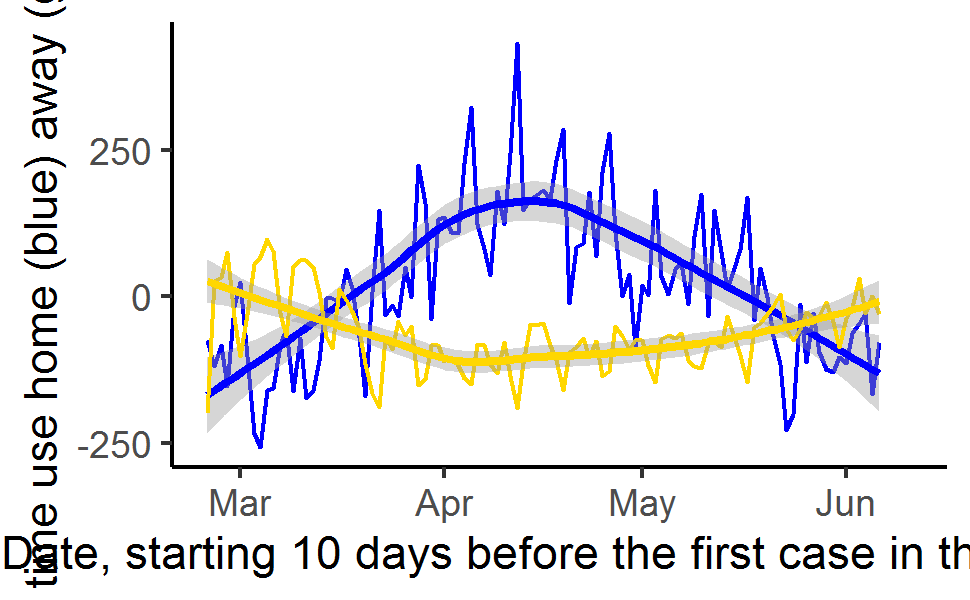 time use home (blue) away (
250
0
-250
Mar Apr May Jun
Date, starting 10 days before the first case in th